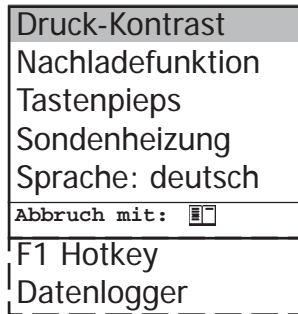 Druck-Kontrast
Nachladefunktion
Tastenpieps
Sondenheizung
Sprache: deutsch
Abbruch mit:
F1 Hotkey
Datenlogger